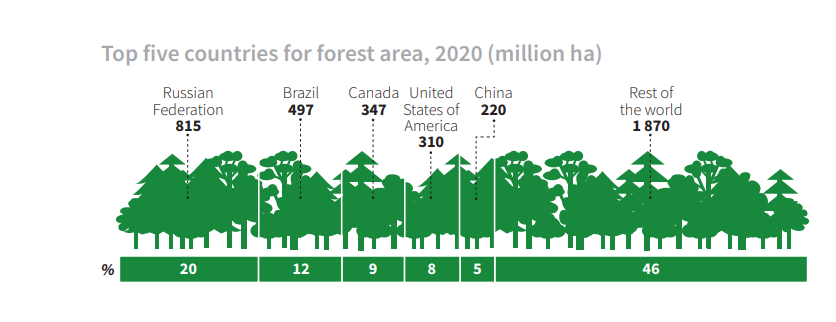 Top five countries for forest area, 2020 (million ha)
Russian
Federation
815
Brazil
497
Canada
347
United
States of
America
310
China
220
Rest of
the world
1 870
% 20 12 9 8 5 46